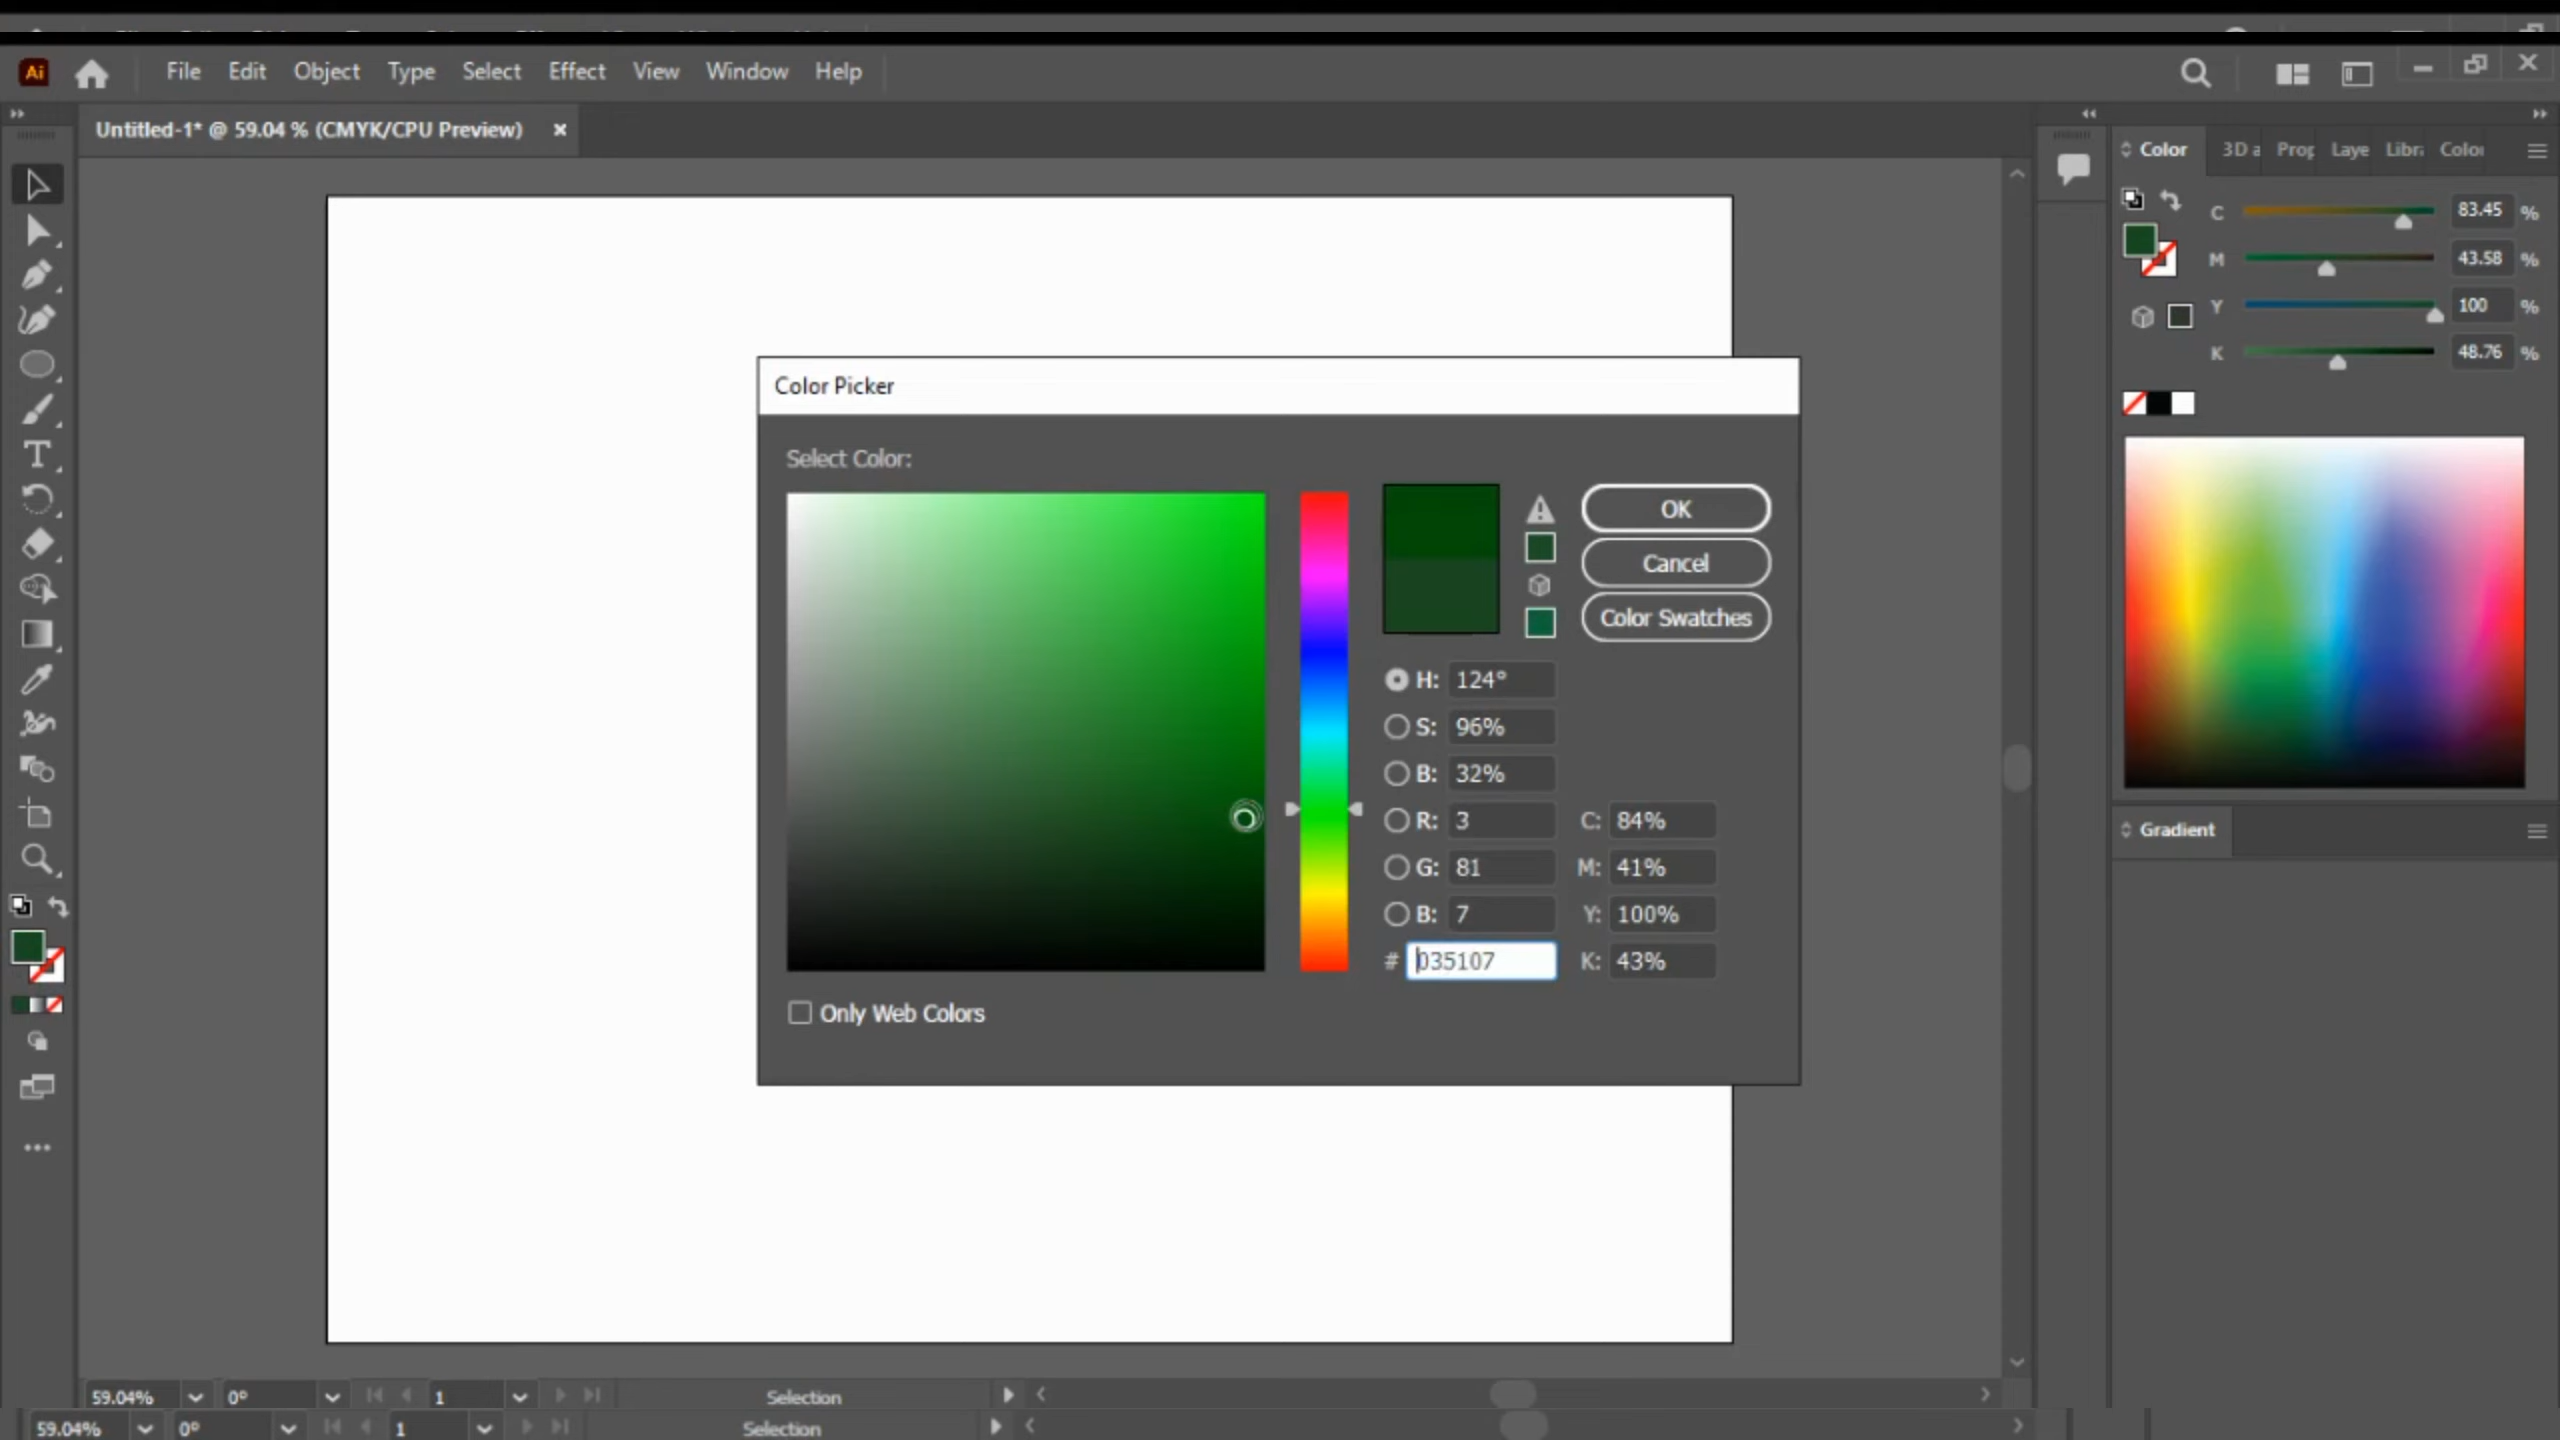 Ai File Edit Object Type Select Effect View Window Help
Untitled-1* @ 59.04 % (CMYK/CPU Preview) ×
Color 3D a Prop Laye Libra Color
C 83.45 %
M 43.58 %
Y 100 %
K 48.76 %
Color Picker
Select Color:
OK
Cancel
Color Swatches
H: 124°
S: 96%
B: 32%
R: 3 C: 84%
G: 81 M: 41%
B: 7 Y: 100%
# 035107 K: 43%
Only Web Colors
Gradient
59.04% 0° 1 Selection
59.04% 0° 1 Selection